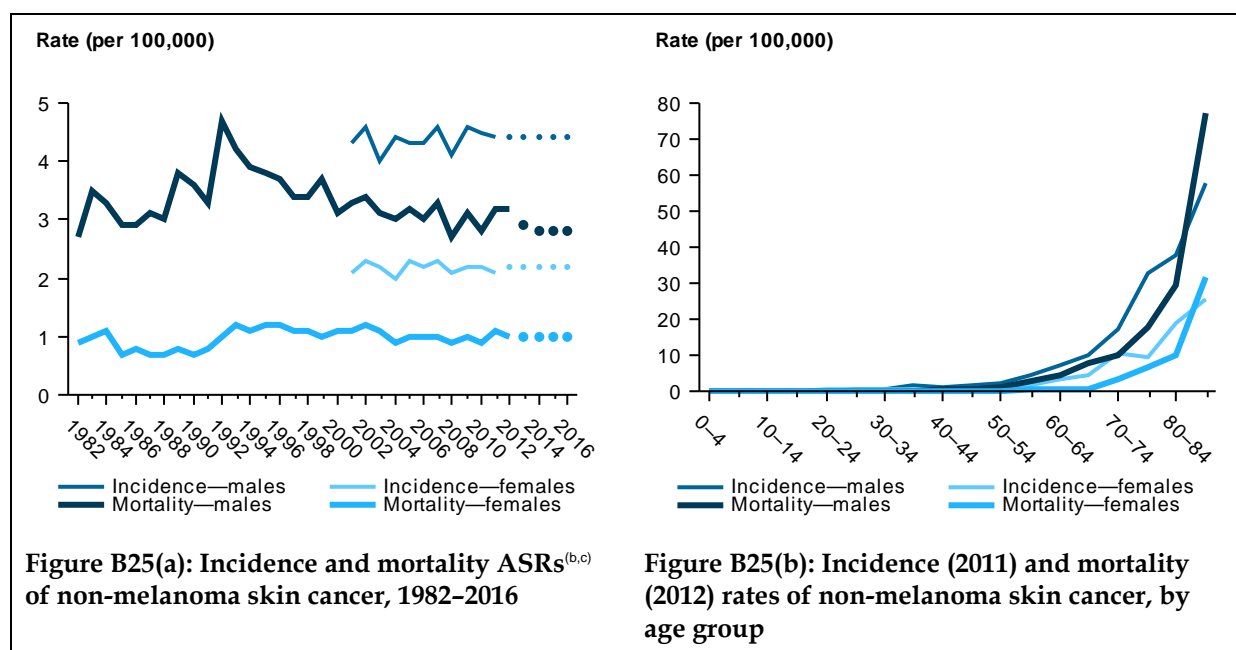 Rate (per 100,000)
5
4
3
2
1
0
1982
1984
1986
1988
1990
1992
1994
1996
1998
2000
2002
2004
2006
2008
2010
2012
2014
2016
Incidence—males
Incidence—females
Mortality—males
Mortality—females
Figure B25(a): Incidence and mortality ASRs(b,c)
of non-melanoma skin cancer, 1982–2016
Rate (per 100,000)
80
70
60
50
40
30
20
10
0
0–4
10–14
20–24
30–34
40–44
50–54
60–64
70–74
80–84
Incidence—males
Incidence—females
Mortality—males
Mortality—females
Figure B25(b): Incidence (2011) and mortality
(2012) rates of non-melanoma skin cancer, by
age group